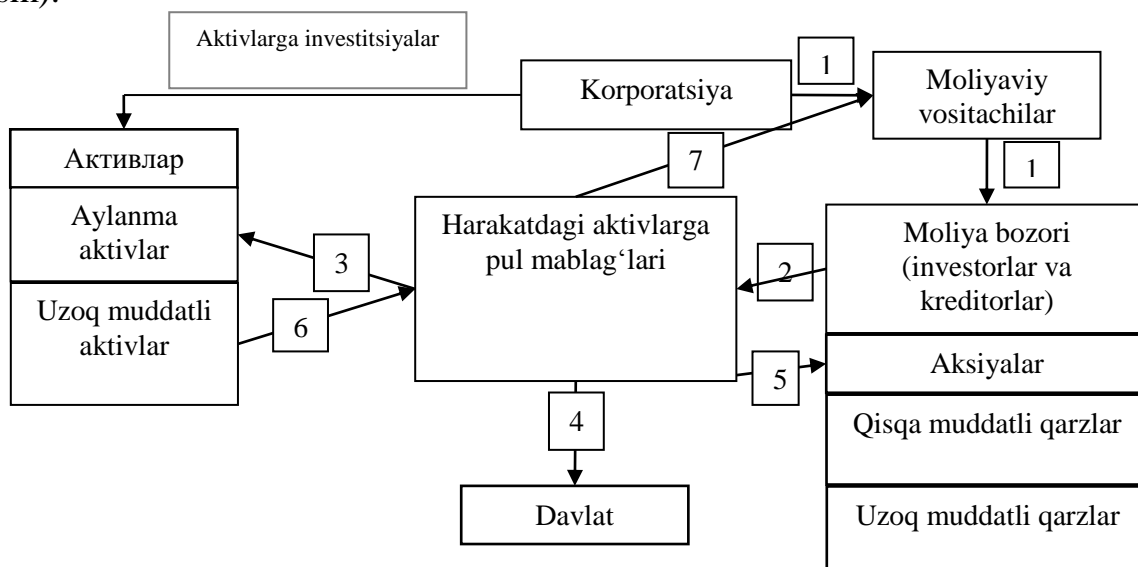 Aktivlarga investitsiyalar
1
Korporatsiya
Moliyaviy
vositachilar
Активлар
7
1
Aylanma
aktivlar
Harakatdagi aktivlarga
pul mablag‘lari
Moliya bozori
(investorlar va
kreditorlar)
3
2
Uzoq muddatli
aktivlar
6
Aksiyalar
5
4
Qisqa muddatli qarzlar
Davlat
Uzoq muddatli qarzlar